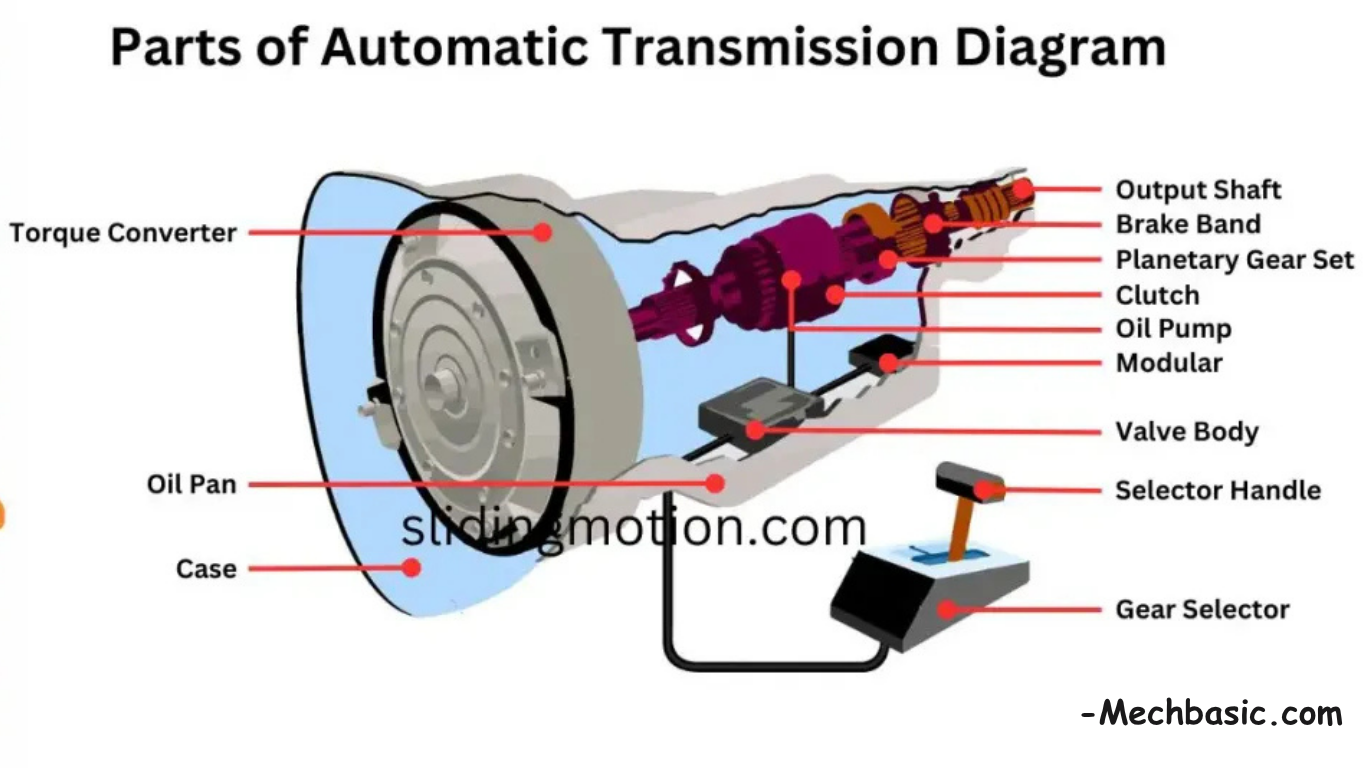 Parts of Automatic Transmission Diagram
Torque Converter
Oil Pan
Case
Output Shaft
Brake Band
Planetary Gear Set
Clutch
Oil Pump
Modular
Valve Body
Selector Handle
Gear Selector
slidingmotion.com
-Mechbasic.com